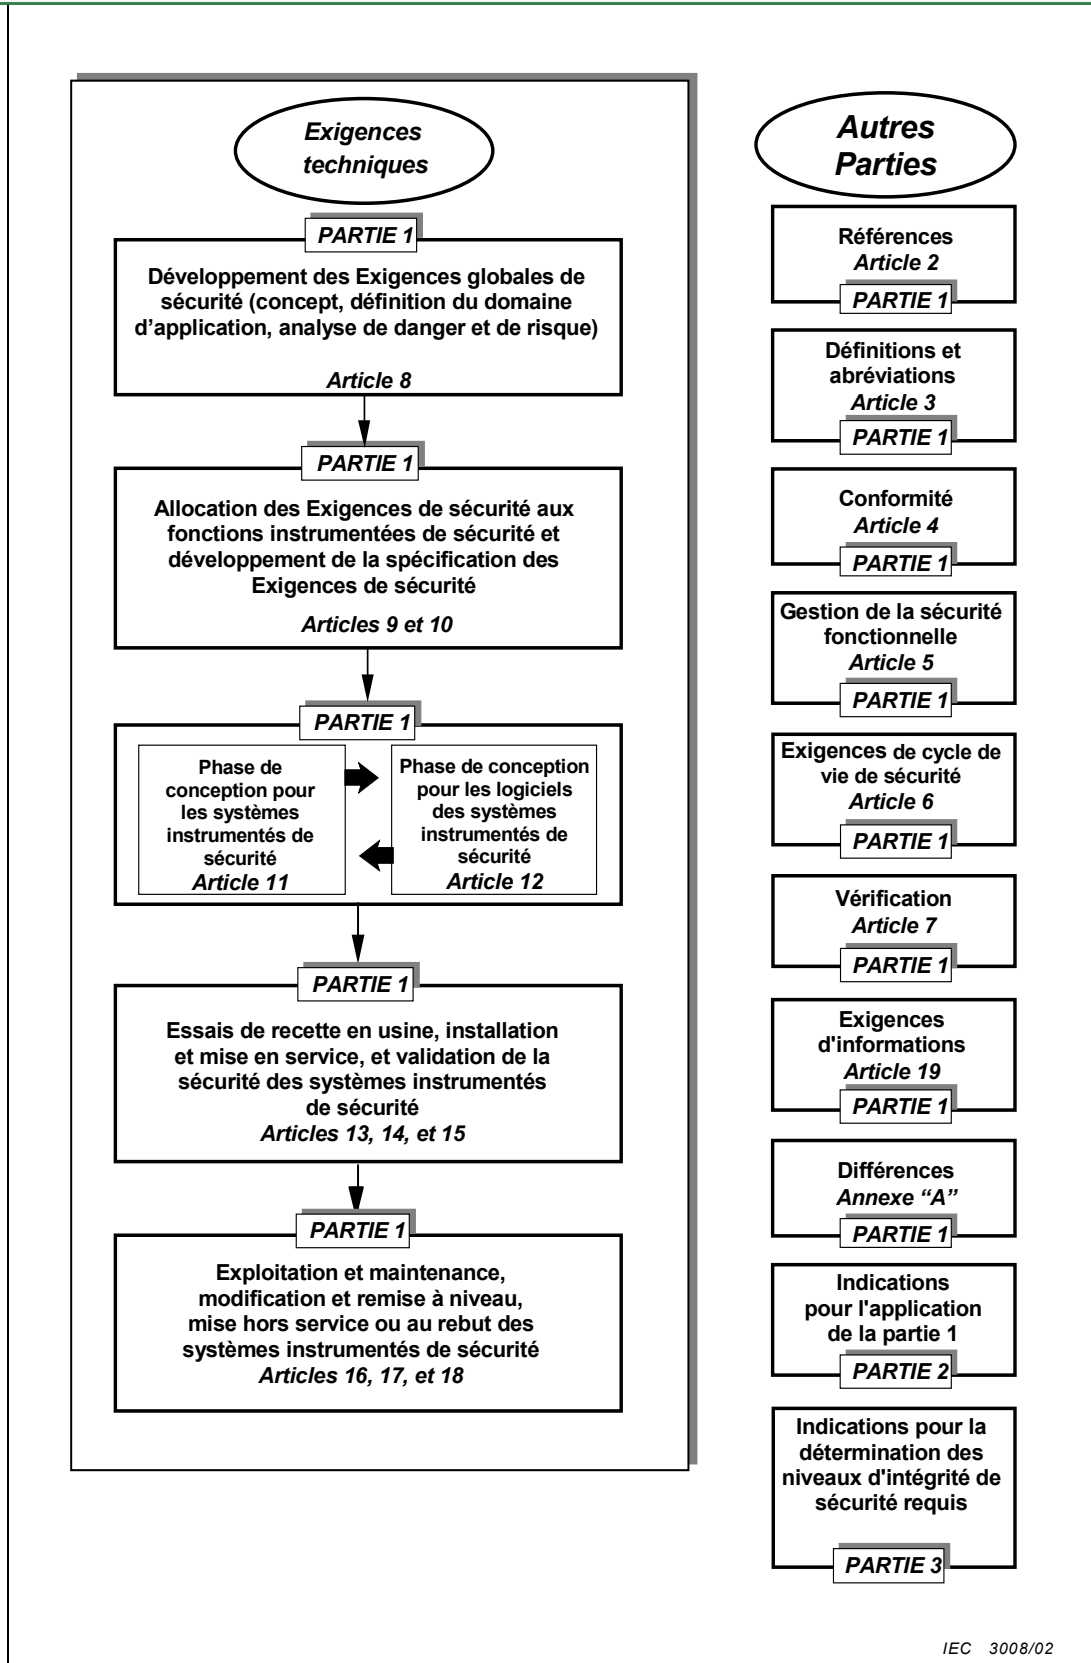 Exigences
techniques
PARTIE 1
Développement des Exigences globales de
sécurité (concept, définition du domaine
d'application, analyse de danger et de risque)
Article 8
PARTIE 1
Allocation des Exigences de sécurité aux
fonctions instrumentées de sécurité et
développement de la spécification des
Exigences de sécurité
Articles 9 et 10
PARTIE 1
Phase de
conception pour
les systèmes
instrumentés de
sécurité
Article 11
Phase de conception
pour les logiciels
des systèmes
instrumentés de
sécurité
Article 12
PARTIE 1
Essais de recette en usine, installation
et mise en service, et validation de la
sécurité des systèmes instrumentés
de sécurité
Articles 13, 14, et 15
PARTIE 1
Exploitation et maintenance,
modification et remise à niveau,
mise hors service ou au rebut des
systèmes instrumentés de sécurité
Articles 16, 17, et 18
Autres
Parties
Références
Article 2
PARTIE 1
Définitions et
abréviations
Article 3
PARTIE 1
Conformité
Article 4
PARTIE 1
Gestion de la sécurité
fonctionnelle
Article 5
PARTIE 1
Exigences de cycle de
vie de sécurité
Article 6
PARTIE 1
Vérification
Article 7
PARTIE 1
Exigences
d'informations
Article 19
PARTIE 1
Différences
Annexe “A”
PARTIE 1
Indications
pour l'application
de la partie 1
PARTIE 2
Indications pour la
détermination des
niveaux d'intégrité de
sécurité requis
PARTIE 3
IEC 3008/02